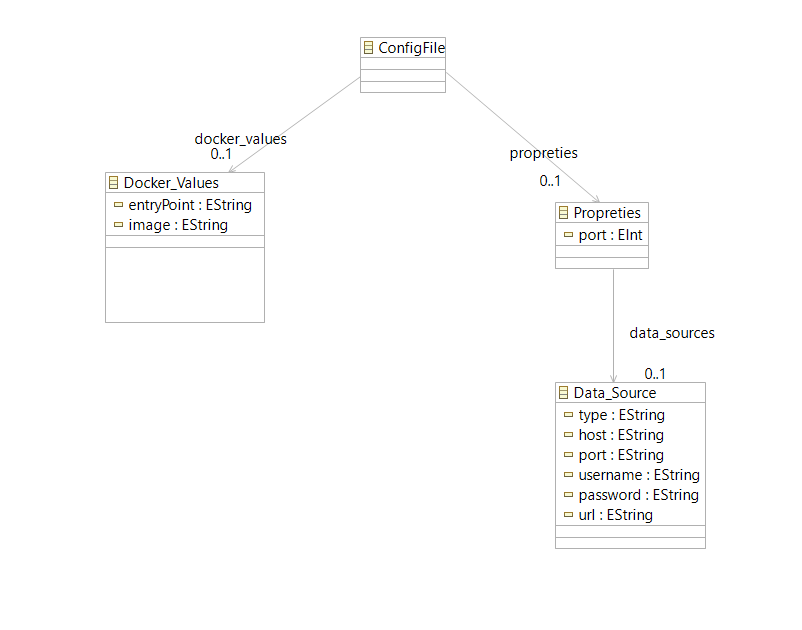 ConfigFile
docker_values
0..1
propreties
0..1
Docker_Values
entryPoint : EString
image : EString
Propreties
port : EInt
data_sources
0..1
Data_Source
type : EString
host : EString
port : EString
username : EString
password : EString
url : EString